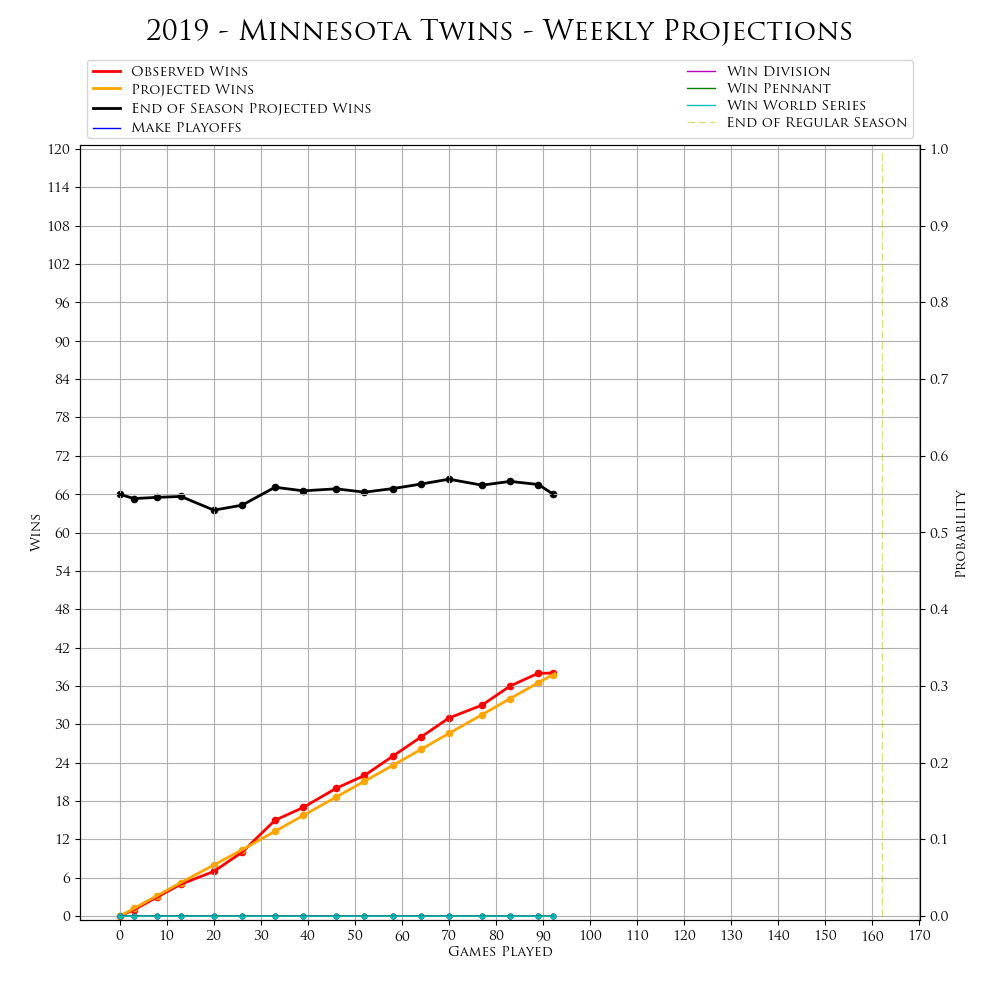 2019 - Minnesota Twins - Weekly Projections
Observed Wins
Projected Wins
End of Season Projected Wins
Make Playoffs
Win Division
Win Pennant
Win World Series
End of Regular Season
120
114
108
102
96
90
84
78
72
66
60
54
48
42
36
30
24
18
12
6
0
Wins
1.0
0.9
0.8
0.7
0.6
0.5
0.4
0.3
0.2
0.1
0.0
Probability
0 10 20 30 40 50 60 70 80 90 100 110 120 130 140 150 160 170
Games Played